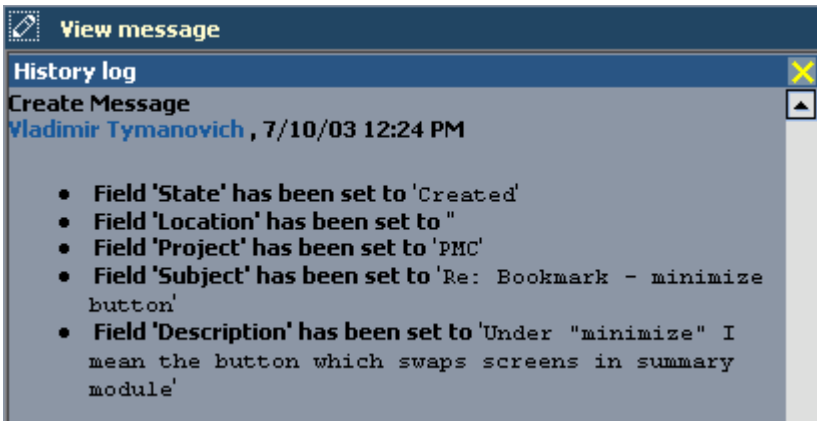 View message
History log
Create Message
Vladimir Tymanovich , 7/10/03 12:24 PM
• Field 'State' has been set to 'Created'
• Field 'Location' has been set to ''
• Field 'Project' has been set to 'PMC'
• Field 'Subject' has been set to 'Re: Bookmark - minimize
button'
• Field 'Description' has been set to 'Under "minimize" I
mean the button which swaps screens in summary
module'